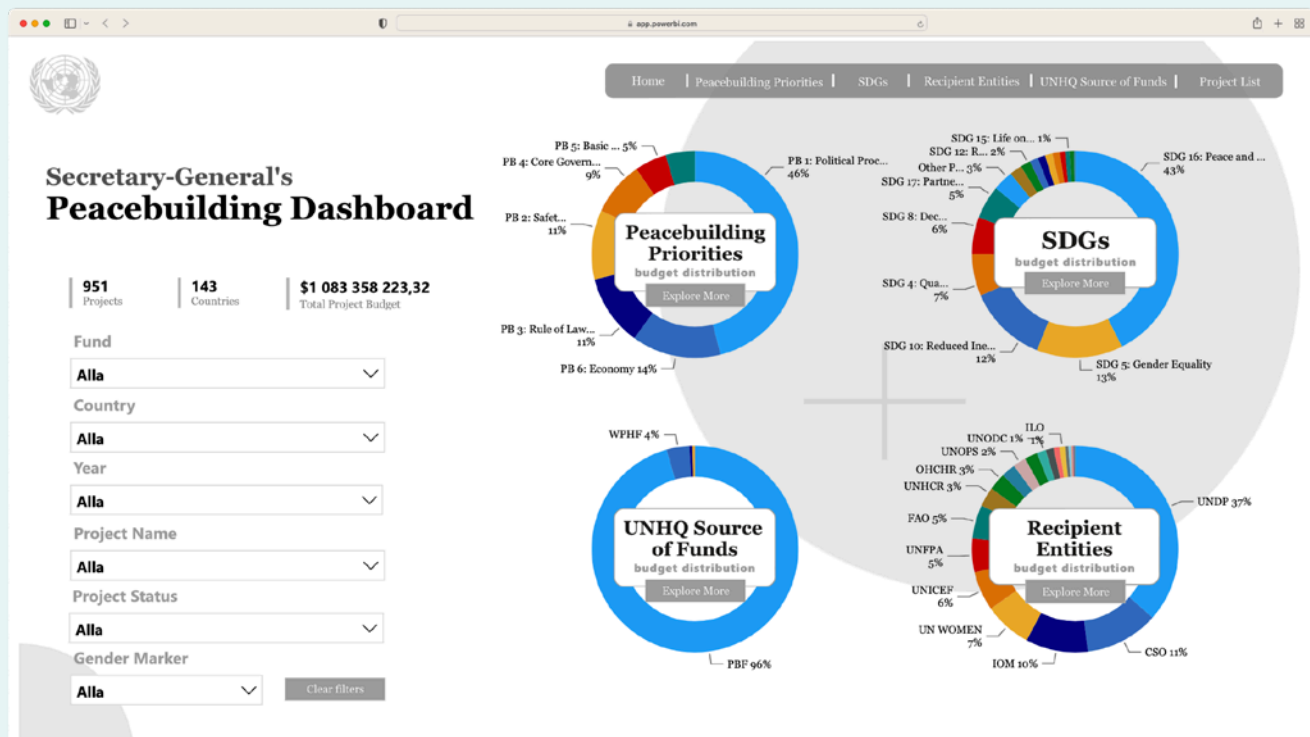 app.powerbi.com
Home | Peacebuilding Priorities | SDGs | Recipient Entities | UNHQ Source of Funds | Project List
Secretary-General's
Peacebuilding Dashboard
951
Projects
143
Countries
$1 083 358 223,32
Total Project Budget
Fund
Alla
Country
Alla
Year
Alla
Project Name
Alla
Project Status
Alla
Gender Marker
Alla
Clear filters
PB 5: Basic ... 5%
PB 4: Core Govern...
9%
PB 1: Political Proc...
46%
PB 2: Safet...
11%
Peacebuilding
Priorities
budget distribution
Explore More
PB 3: Rule of Law...
11%
PB 6: Economy 14%
SDG 15: Life on... 1%
SDG 12: R... 2%
Other P... 3%
SDG 17: Partne...
5%
SDG 16: Peace and ...
43%
SDG 8: Dec...
6%
SDGs
budget distribution
Explore More
SDG 4: Qua...
7%
SDG 10: Reduced Ine...
12%
SDG 5: Gender Equality
13%
WPHF 4%
UNHQ Source
of Funds
budget distribution
Explore More
PBF 96%
ILO
1%
UNODC 1%
UNOPS 2%
OHCHR 3%
UNHCR 3%
UNDP 37%
FAO 5%
Recipient
Entities
budget distribution
Explore More
UNFPA
5%
UNICEF
6%
UN WOMEN
7%
IOM 10%
CSO 11%